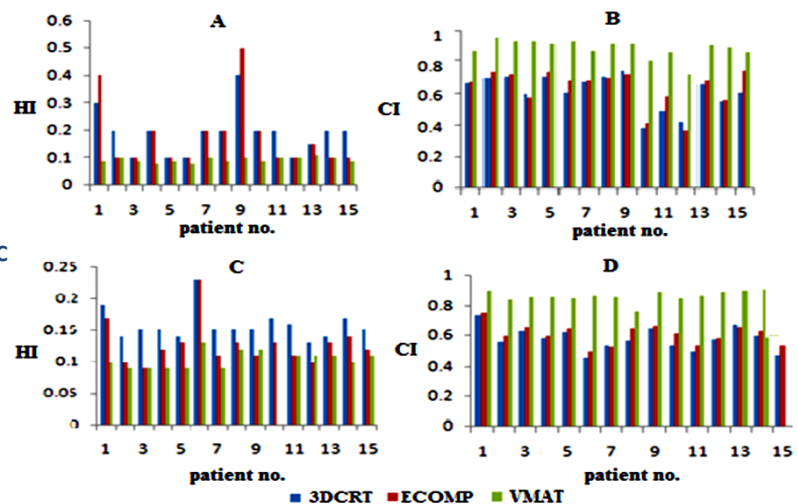 A
0.6
0.5
0.4
0.3
0.2
0.1
0
HI
1 3 5 7 9 11 13 15
patient no.
B
1
0.8
0.6
0.4
0.2
0
CI
1 3 5 7 9 11 13 15
patient no.
C
C
0.25
0.2
0.15
0.1
0.05
0
HI
1 3 5 7 9 11 13 15
patient no.
D
1
0.8
0.6
0.4
0.2
0
CI
1 3 5 7 9 11 13 15
patient no.
3DCRT ECOMP VMAT